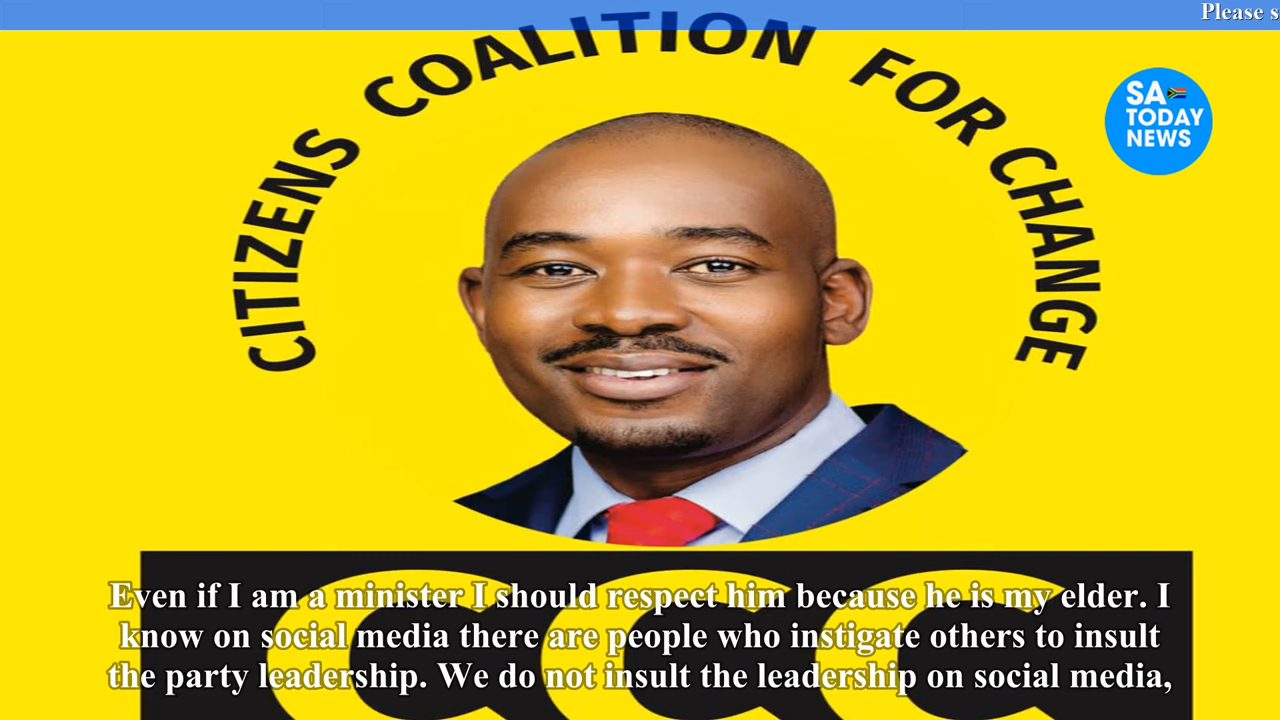 Please s
CITIZENS COALITION FOR CHANGE
SA
TODAY
NEWS
CCC
Even if I am a minister I should respect him because he is my elder. I
know on social media there are people who instigate others to insult
the party leadership. We do not insult the leadership on social media,